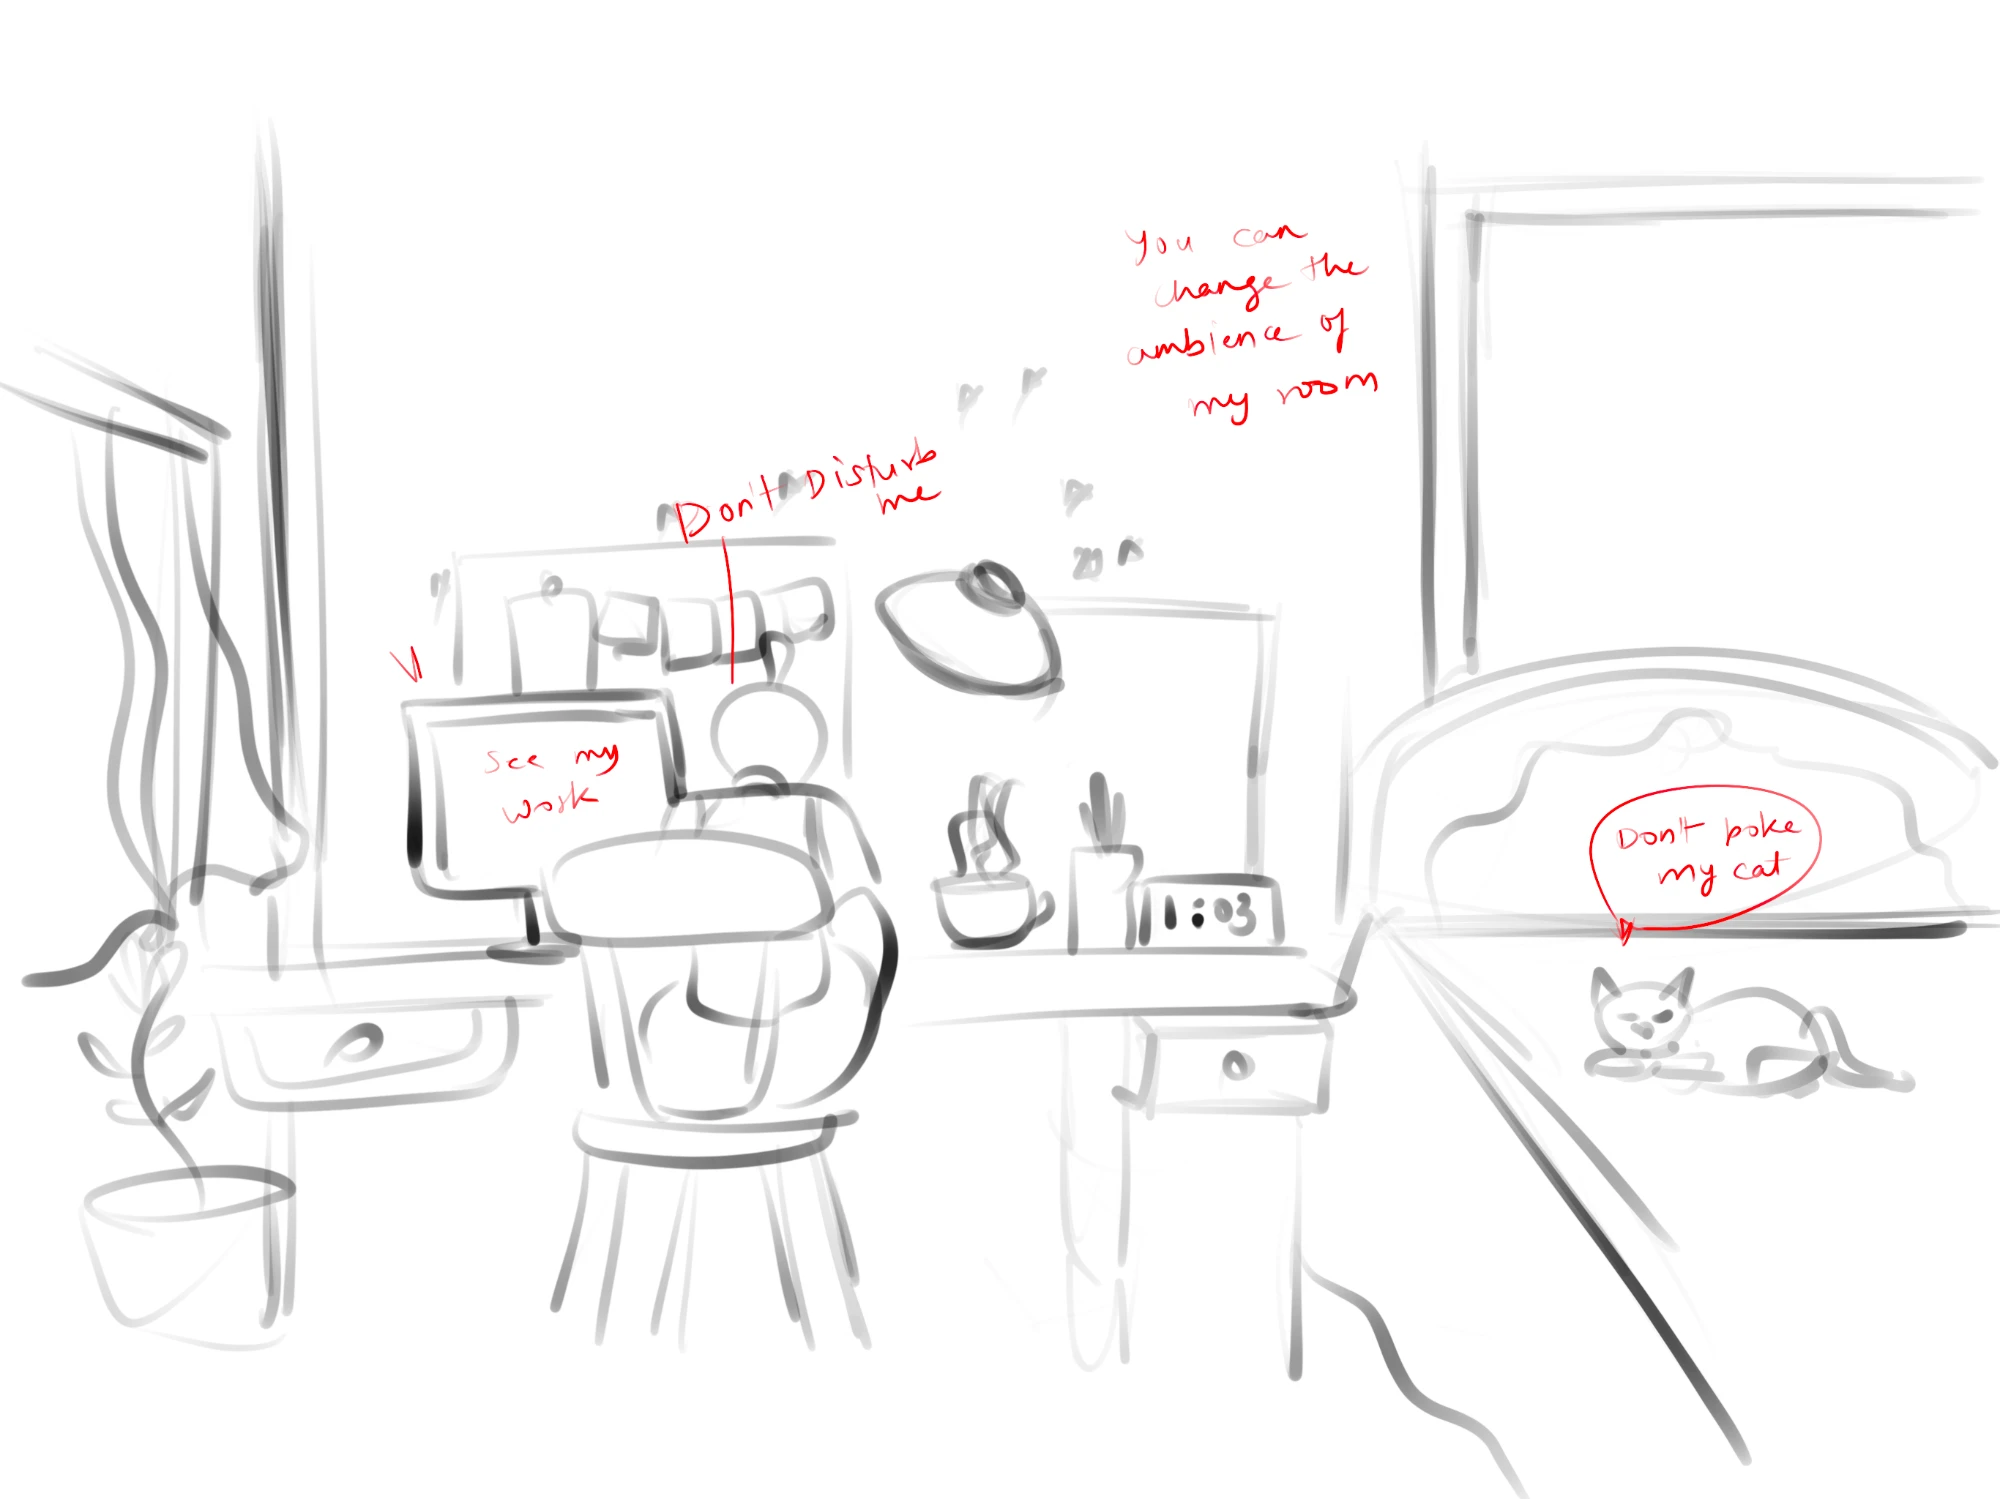 You can
change the
ambience of
my room
Don't Disturb
me
See my
work
Don't poke
my cat
1:03